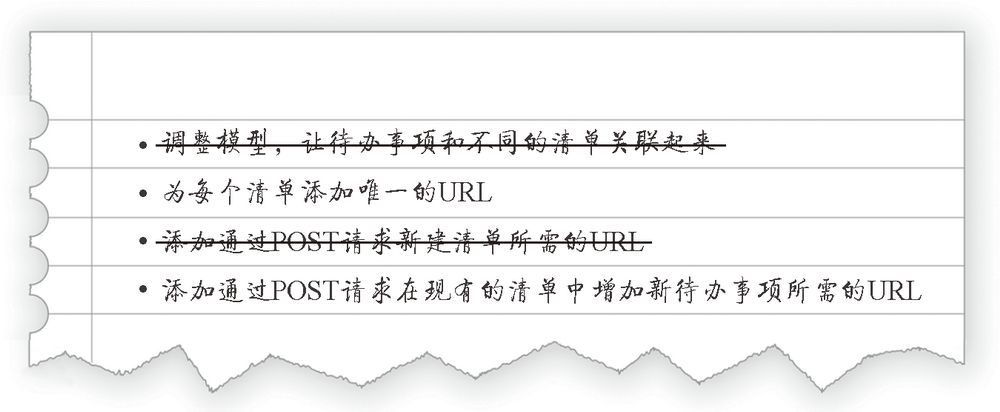 • 调整模型，让待办事项和不同的清单关联起来
• 为每个清单添加唯一的URL
• 添加通过POST请求新建清单所需的URL
• 添加通过POST请求在现有的清单中增加新待办事项所需的URL